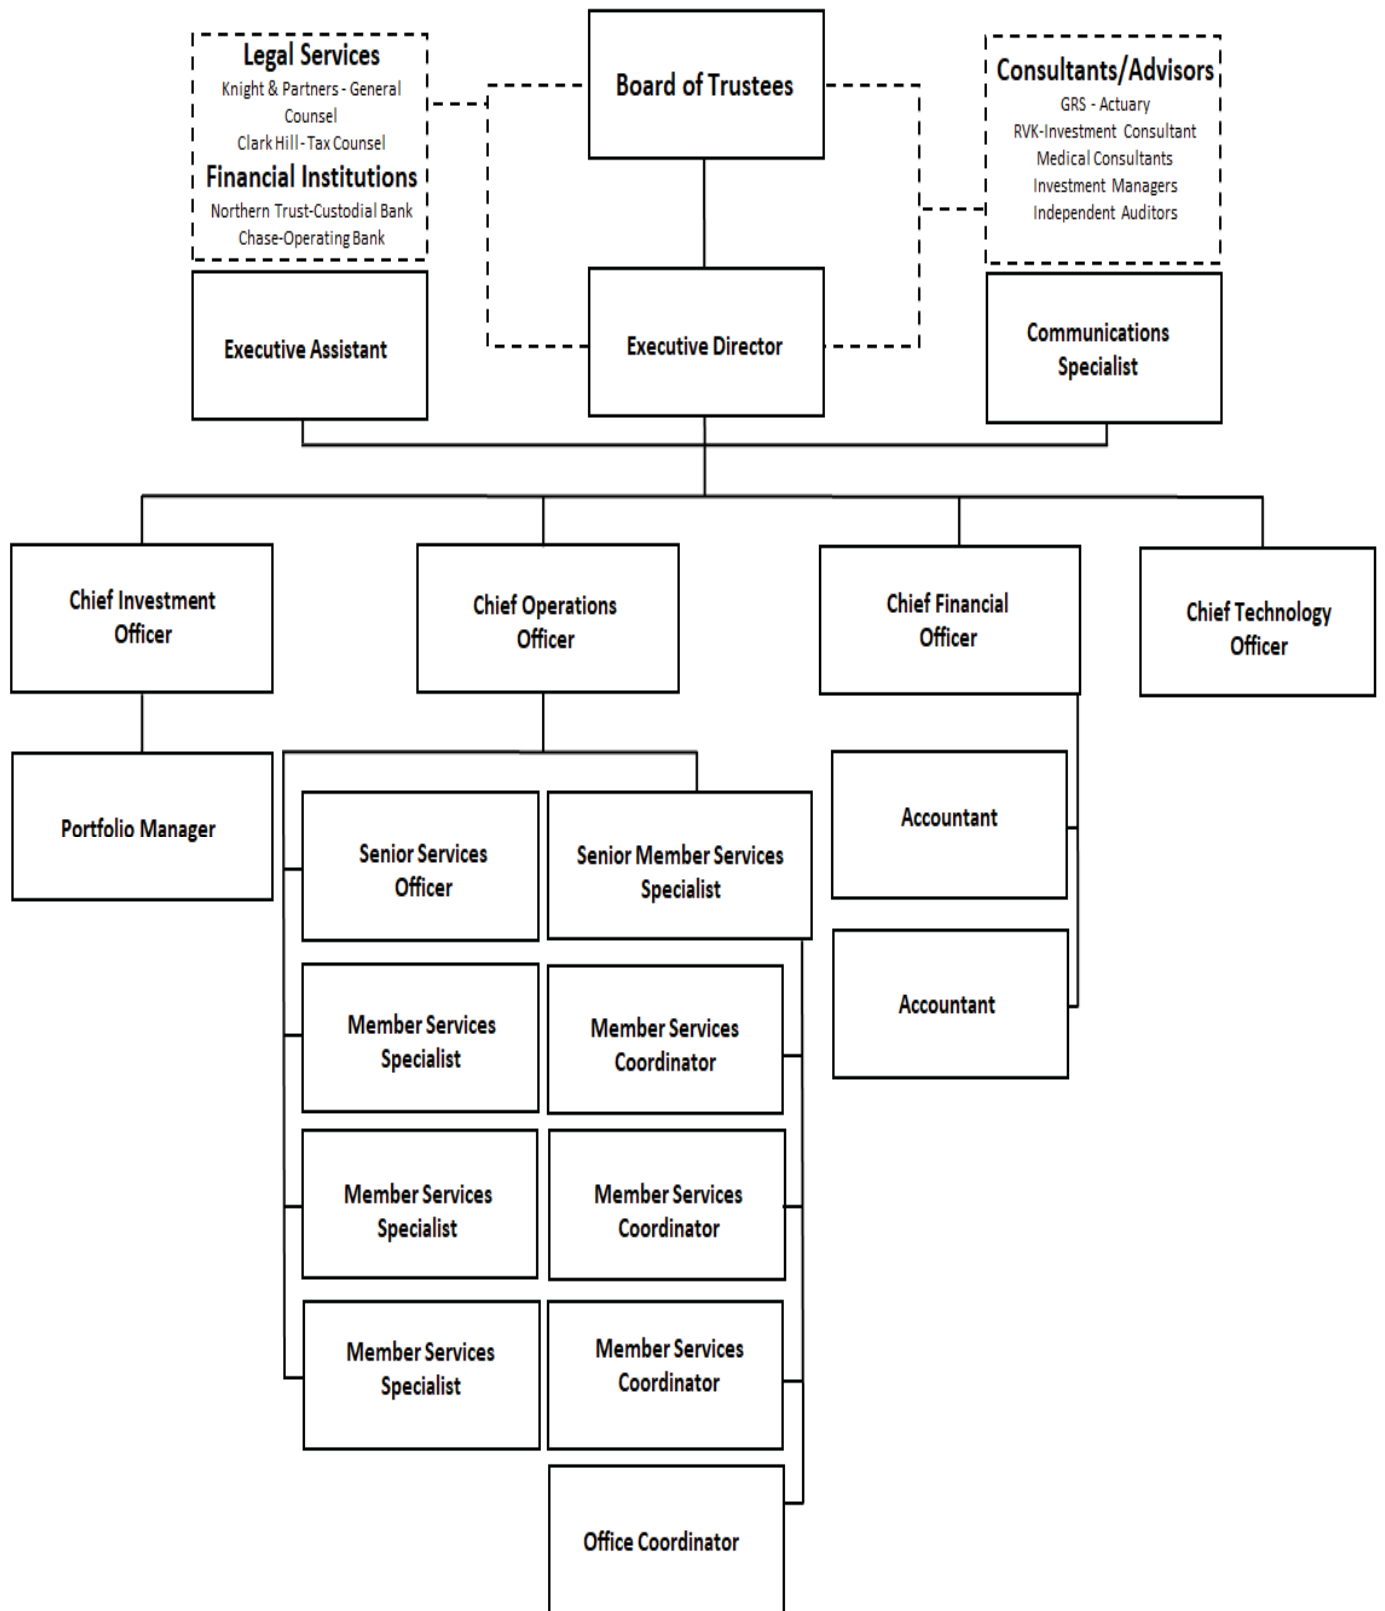 Legal Services
Knight & Partners - General
Counsel
Clark Hill - Tax Counsel
Financial Institutions
Northern Trust-Custodial Bank
Chase-Operating Bank
Board of Trustees
Consultants/Advisors
GRS - Actuary
RVK-Investment Consultant
Medical Consultants
Investment Managers
Independent Auditors
Executive Assistant
Executive Director
Communications
Specialist
Chief Investment
Officer
Chief Operations
Officer
Chief Financial
Officer
Chief Technology
Officer
Portfolio Manager
Senior Services
Officer
Senior Member Services
Specialist
Accountant
Member Services
Specialist
Member Services
Coordinator
Accountant
Member Services
Specialist
Member Services
Coordinator
Member Services
Specialist
Member Services
Coordinator
Office Coordinator